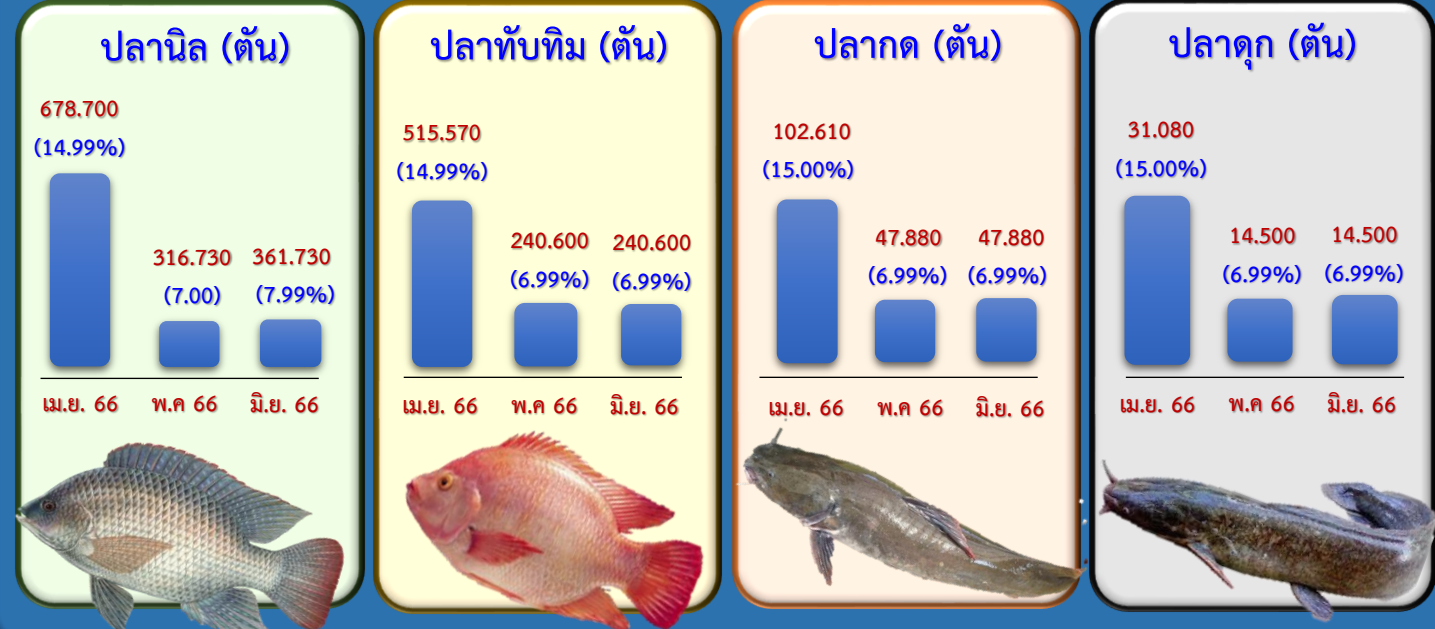 ปลานิล (ตัน)
678.700
(14.99%)
316.730
(7.00)
361.730
(7.99%)
เม.ย. 66
พ.ค 66
มิ.ย. 66
ปลาทับทิม (ตัน)
515.570
(14.99%)
240.600
(6.99%)
240.600
(6.99%)
เม.ย. 66
พ.ค 66
มิ.ย. 66
ปลากด (ตัน)
102.610
(15.00%)
47.880
(6.99%)
47.880
(6.99%)
เม.ย. 66
พ.ค 66
มิ.ย. 66
ปลาดุก (ตัน)
31.080
(15.00%)
14.500
(6.99%)
14.500
(6.99%)
เม.ย. 66
พ.ค 66
มิ.ย. 66